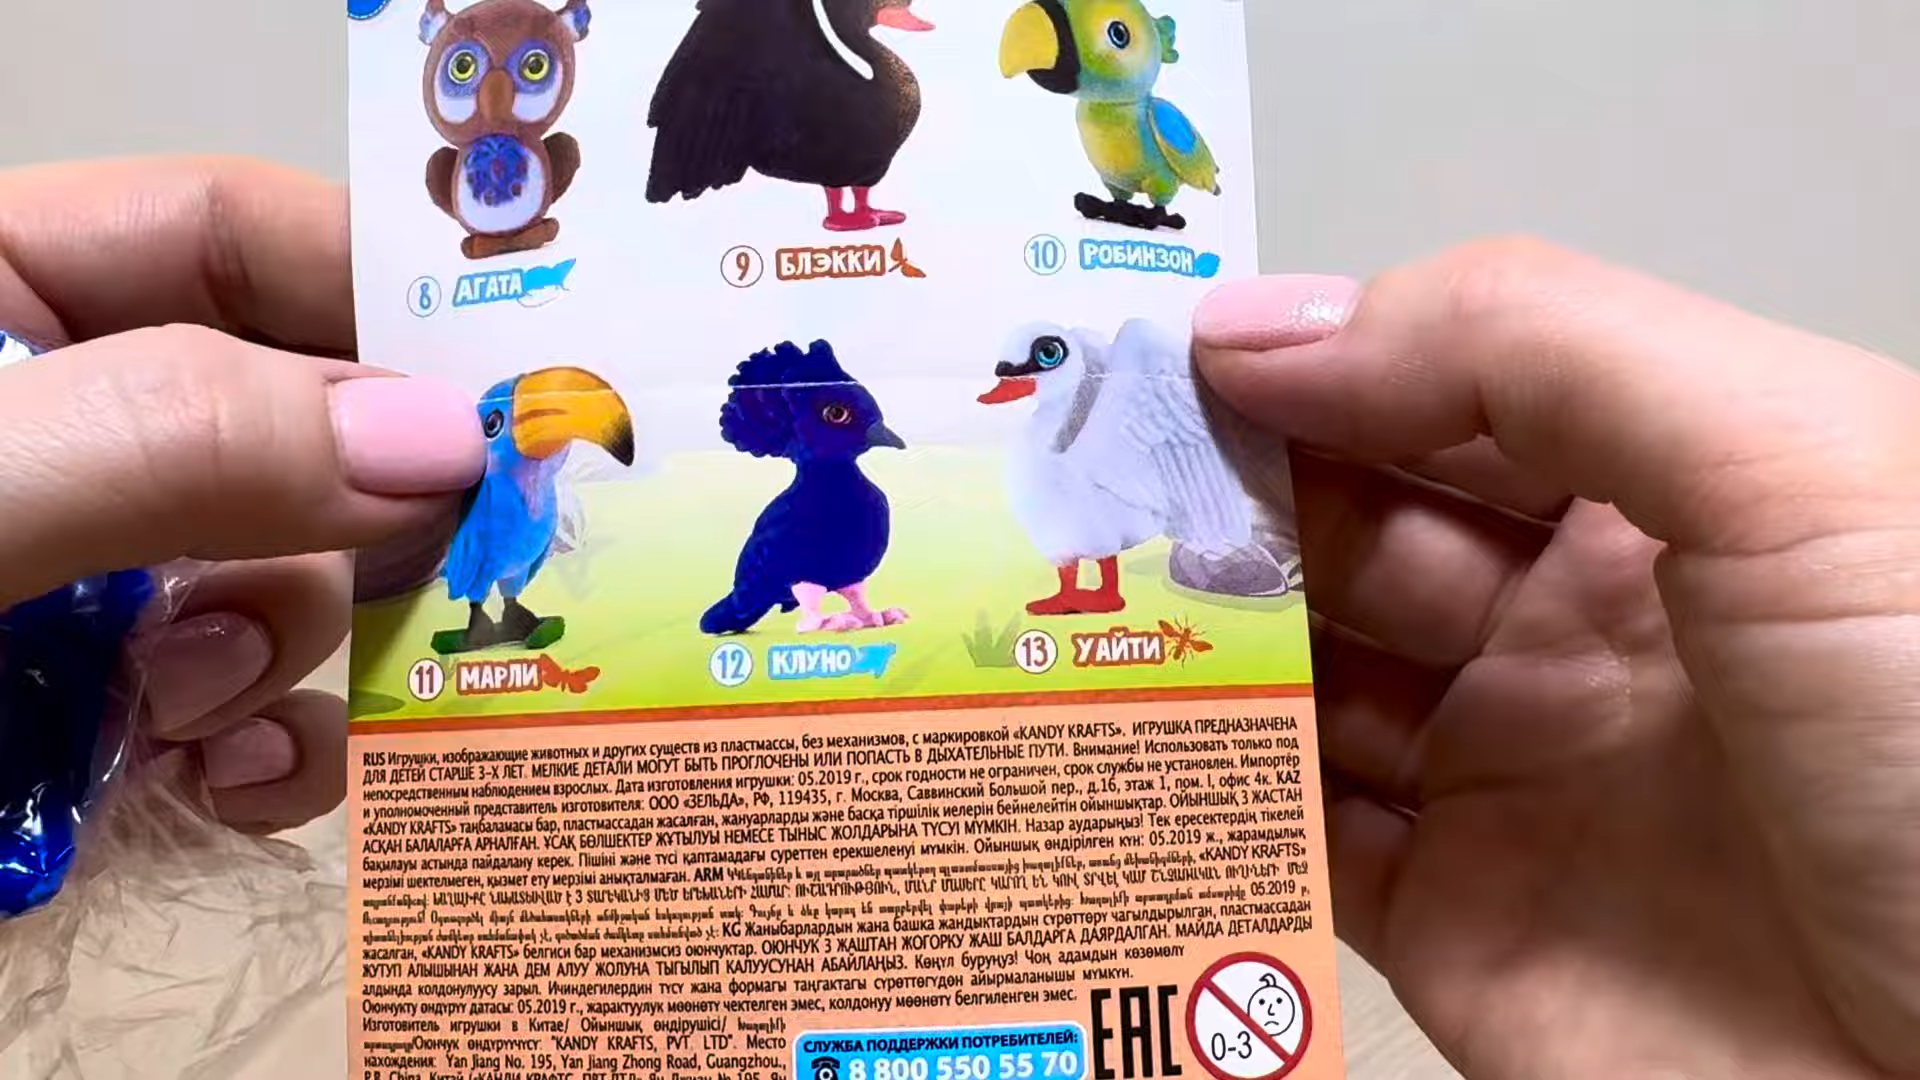 8 АГАТА
9 БЛЭККИ
10 РОБИНЗОН
11 МАРЛИ
12 КЛУНО
13 УАЙТИ
RUS Игрушки, изображающие животных и других существ из пластмассы, без механизмов, с маркировкой «KANDY KRAFTS». ИГРУШКА ПРЕДНАЗНАЧЕНА
ДЛЯ ДЕТЕЙ СТАРШЕ 3-Х ЛЕТ. МЕЛКИЕ ДЕТАЛИ МОГУТ БЫТЬ ПРОГЛОЧЕНЫ ИЛИ ПОПАСТЬ В ДЫХАТЕЛЬНЫЕ ПУТИ. Внимание! Использовать только под
непосредственным наблюдением взрослых. Дата изготовления игрушки: 05.2019 г., срок годности не ограничен, срок службы не установлен. Импортёр
и уполномоченный представитель изготовителя: ООО «ЗЕЛЬДА», РФ, 119435, г. Москва, Саввинский Большой пер., д.16, этаж 1, пом. I, офис 4к. KAZ
«KANDY KRAFTS» таңбаламасы бар, пластмассадан жасалған, жануарларды және басқа тіршілік иелерін бейнелейтін ойыншықтар. ОЙЫНШЫҚ 3 ЖАСТАН
АСҚАН БАЛАЛАРҒА АРНАЛҒАН. ҰСАҚ БӨЛШЕКТЕР ЖҰТЫЛУЫ НЕМЕСЕ ТЫНЫС ЖОЛДАРЫНА ТҮСУІ МҮМКІН. Назар аударыңыз! Тек ересектердің тікелей
бақылауы астында пайдалану керек. Пішіні және түсі қаптамадағы суреттен ерекшеленуі мүмкін. Ойыншық өндірілген күн: 05.2019 ж., жарамдылық
мерзімі шектелмеген, қызмет ету мерзімі анықталмаған. ARM «KANDY KRAFTS»
05.2019 г.
KG Жаныбарлардын жана башка жандыктардын сүрөттөрү чагылдырылган, пластмассадан
жасалган, «KANDY KRAFTS» белгиси бар механизмсиз оюнчуктар. ОЮНЧУК 3 ЖАШТАН ЖОГОРКУ ЖАШ БАЛДАРГА ДАЯРДАЛГАН. МАЙДА ДЕТАЛДАРДЫ
ЖУТУП АЛЫШЫНАН ЖАНА ДЕМ АЛУУ ЖОЛУНА ТЫГЫЛЫП КАЛУУСУНАН АБАЙЛАҢЫЗ. Көңүл буруңуз! Чоң адамдын көзөмөлү
алдында колдонулуусу зарыл. Ичиндегилердин түсү жана формасы таңгактагы сүрөттөгүдөн айырмаланышы мүмкүн.
Оюнчукту өндүрүү датасы: 05.2019 г., жарактуулук мөөнөтү чектелген эмес, колдонуу мөөнөтү белгиленген эмес.
Изготовитель игрушки в Китае/ Ойыншық өндірушісі/
Оюнчук өндүрүүчүсү: "KANDY KRAFTS, PVT. LTD". Место
нахождения: Yan Jiang No. 195, Yan Jiang Zhong Road, Guangzhou.,
СЛУЖБА ПОДДЕРЖКИ ПОТРЕБИТЕЛЕЙ:
8 800 550 55 70
EAC
0-3